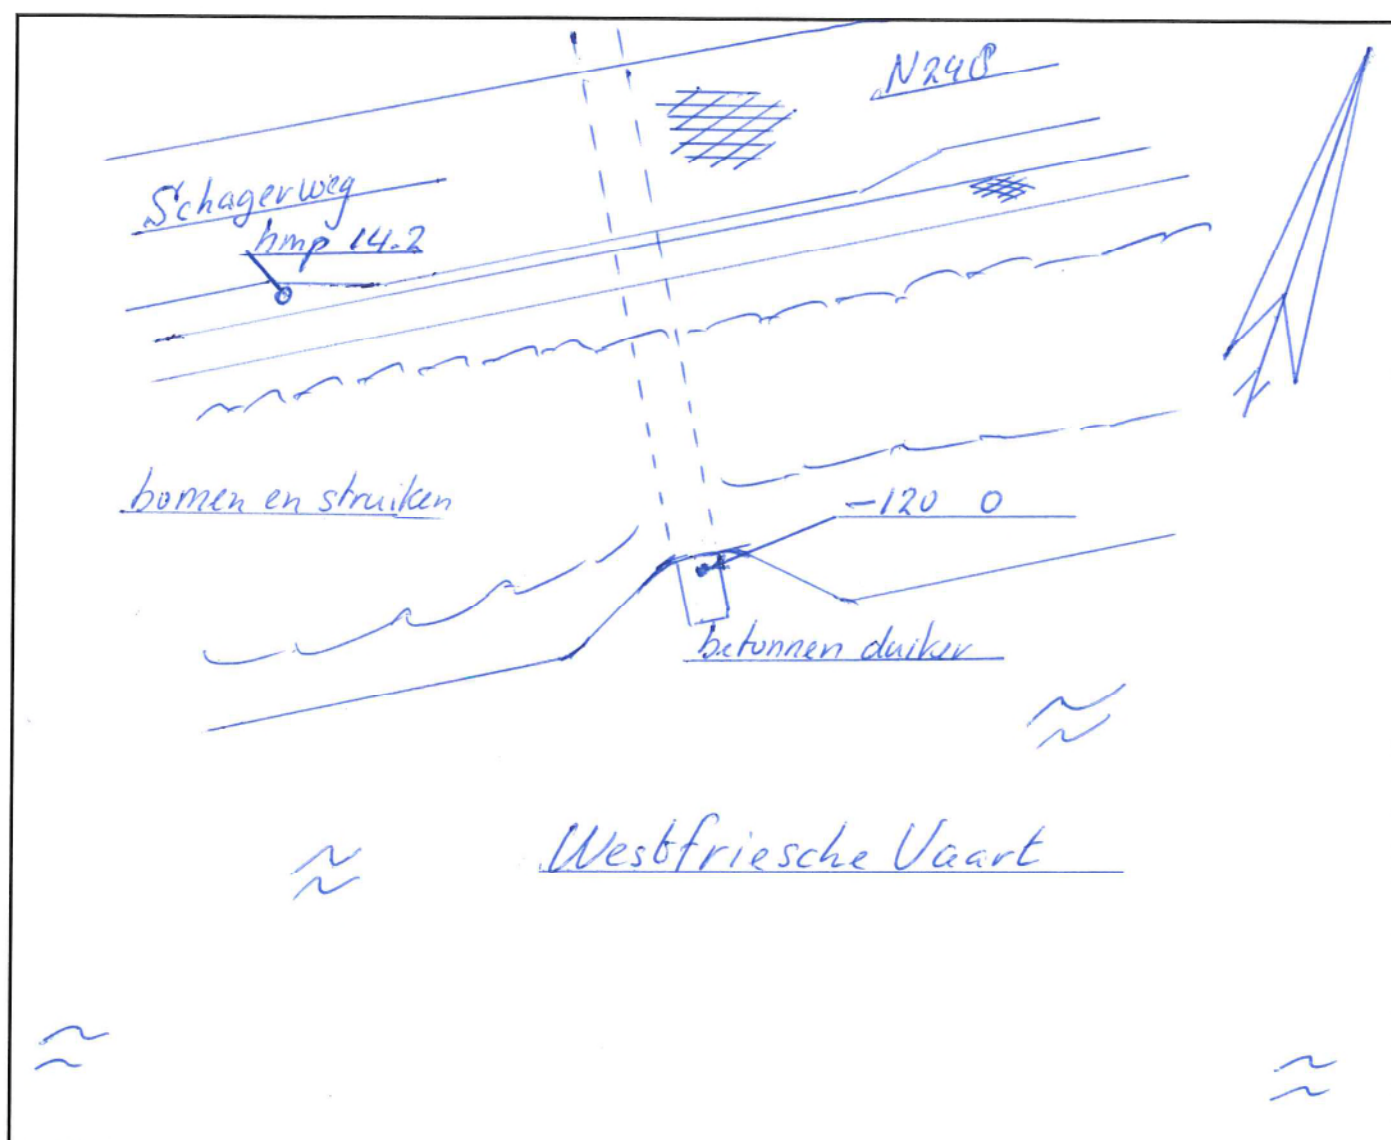 N248
Schagerweg
hmp 14.2
bomen en struiken
-120 0
betonnen duiker
Westfriesche Vaart
N